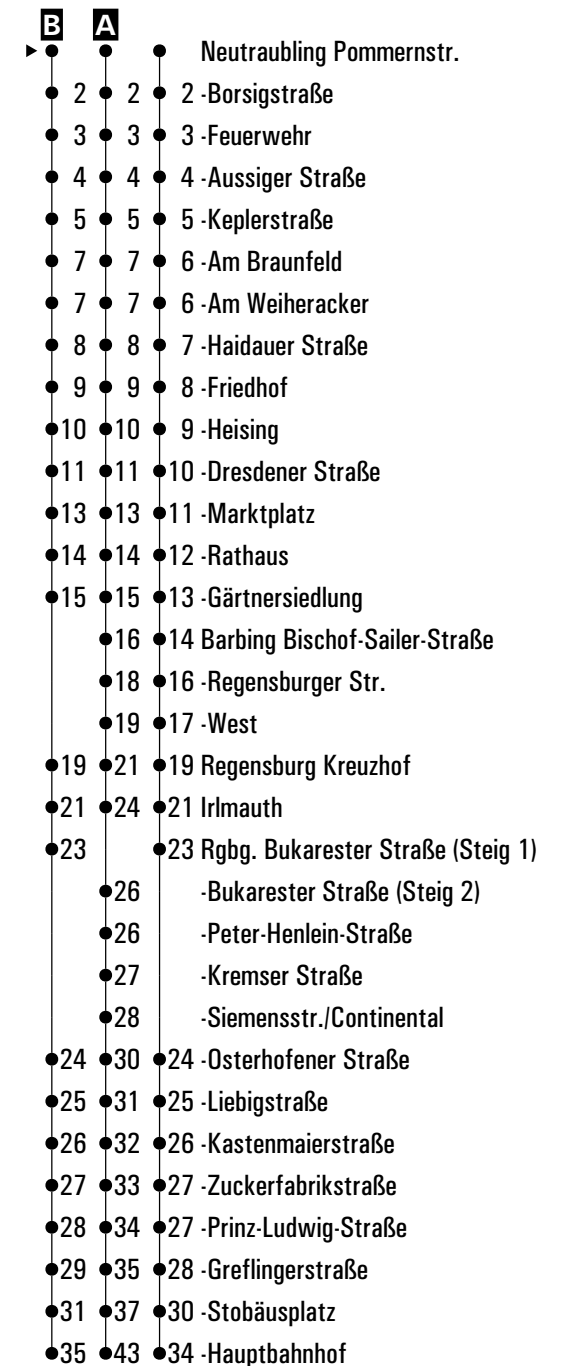 B A
Neutraubling Pommernstr.
2 2 2 -Borsigstraße
3 3 3 -Feuerwehr
4 4 4 -Aussiger Straße
5 5 5 -Keplerstraße
7 7 6 -Am Braunfeld
7 7 6 -Am Weiheracker
8 8 7 -Haidauer Straße
9 9 8 -Friedhof
10 10 9 -Heising
11 11 10 -Dresdener Straße
13 13 11 -Marktplatz
14 14 12 -Rathaus
15 15 13 -Gärtnersiedlung
16 14 Barbing Bischof-Sailer-Straße
18 16 -Regensburger Str.
19 17 -West
19 21 19 Regensburg Kreuzhof
21 24 21 Irlmauth
23 23 Rgbg. Bukarester Straße (Steig 1)
26 -Bukarester Straße (Steig 2)
26 -Peter-Henlein-Straße
27 -Kremser Straße
28 -Siemensstr./Continental
24 30 24 -Osterhofener Straße
25 31 25 -Liebigstraße
26 32 26 -Kastenmaierstraße
27 33 27 -Zuckerfabrikstraße
28 34 27 -Prinz-Ludwig-Straße
29 35 28 -Greflingerstraße
31 37 30 -Stobäusplatz
35 43 34 -Hauptbahnhof